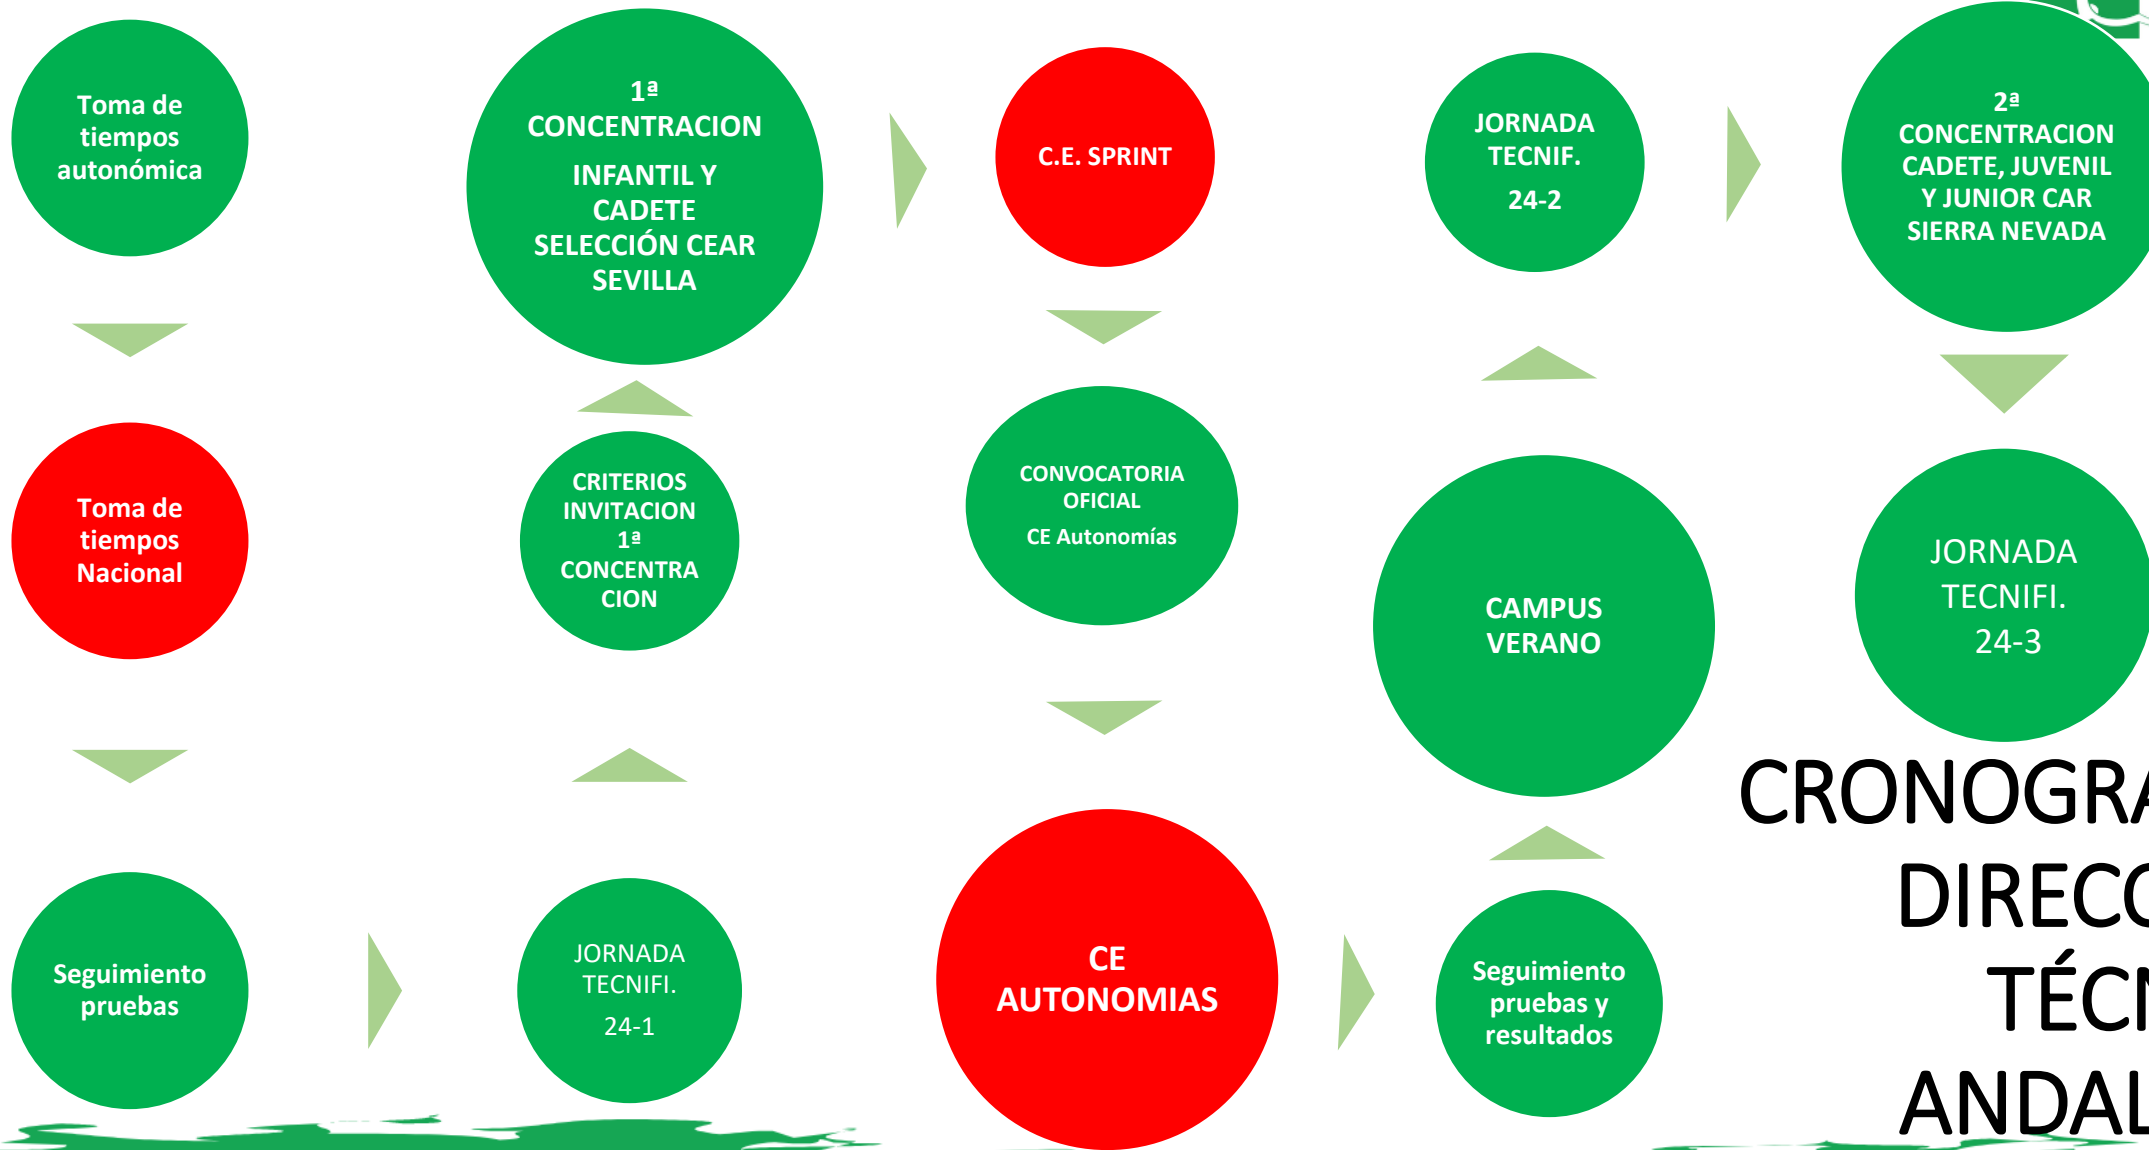 Toma de
tiempos
autonómica
Toma de
tiempos
Nacional
Seguimiento
pruebas
JORNADA
TECNIFI.
24-1
CRITERIOS
INVITACION
1ª
CONCENTRA
CION
1ª
CONCENTRACION
INFANTIL Y
CADETE
SELECCIÓN CEAR
SEVILLA
C.E. SPRINT
CONVOCATORIA
OFICIAL
CE Autonomías
CE
AUTONOMIAS
Seguimiento
pruebas y
resultados
CAMPUS
VERANO
JORNADA
TECNIF.
24-2
2ª
CONCENTRACION
CADETE, JUVENIL
Y JUNIOR CAR
SIERRA NEVADA
JORNADA
TECNIFI.
24-3